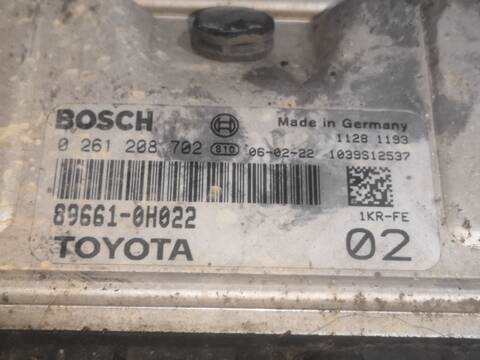 BOSCH Made in Germany
1128 1193
0 261 208 702 810 06-02-22 1039S12537
89661-0H022 1KR-FE
TOYOTA 02